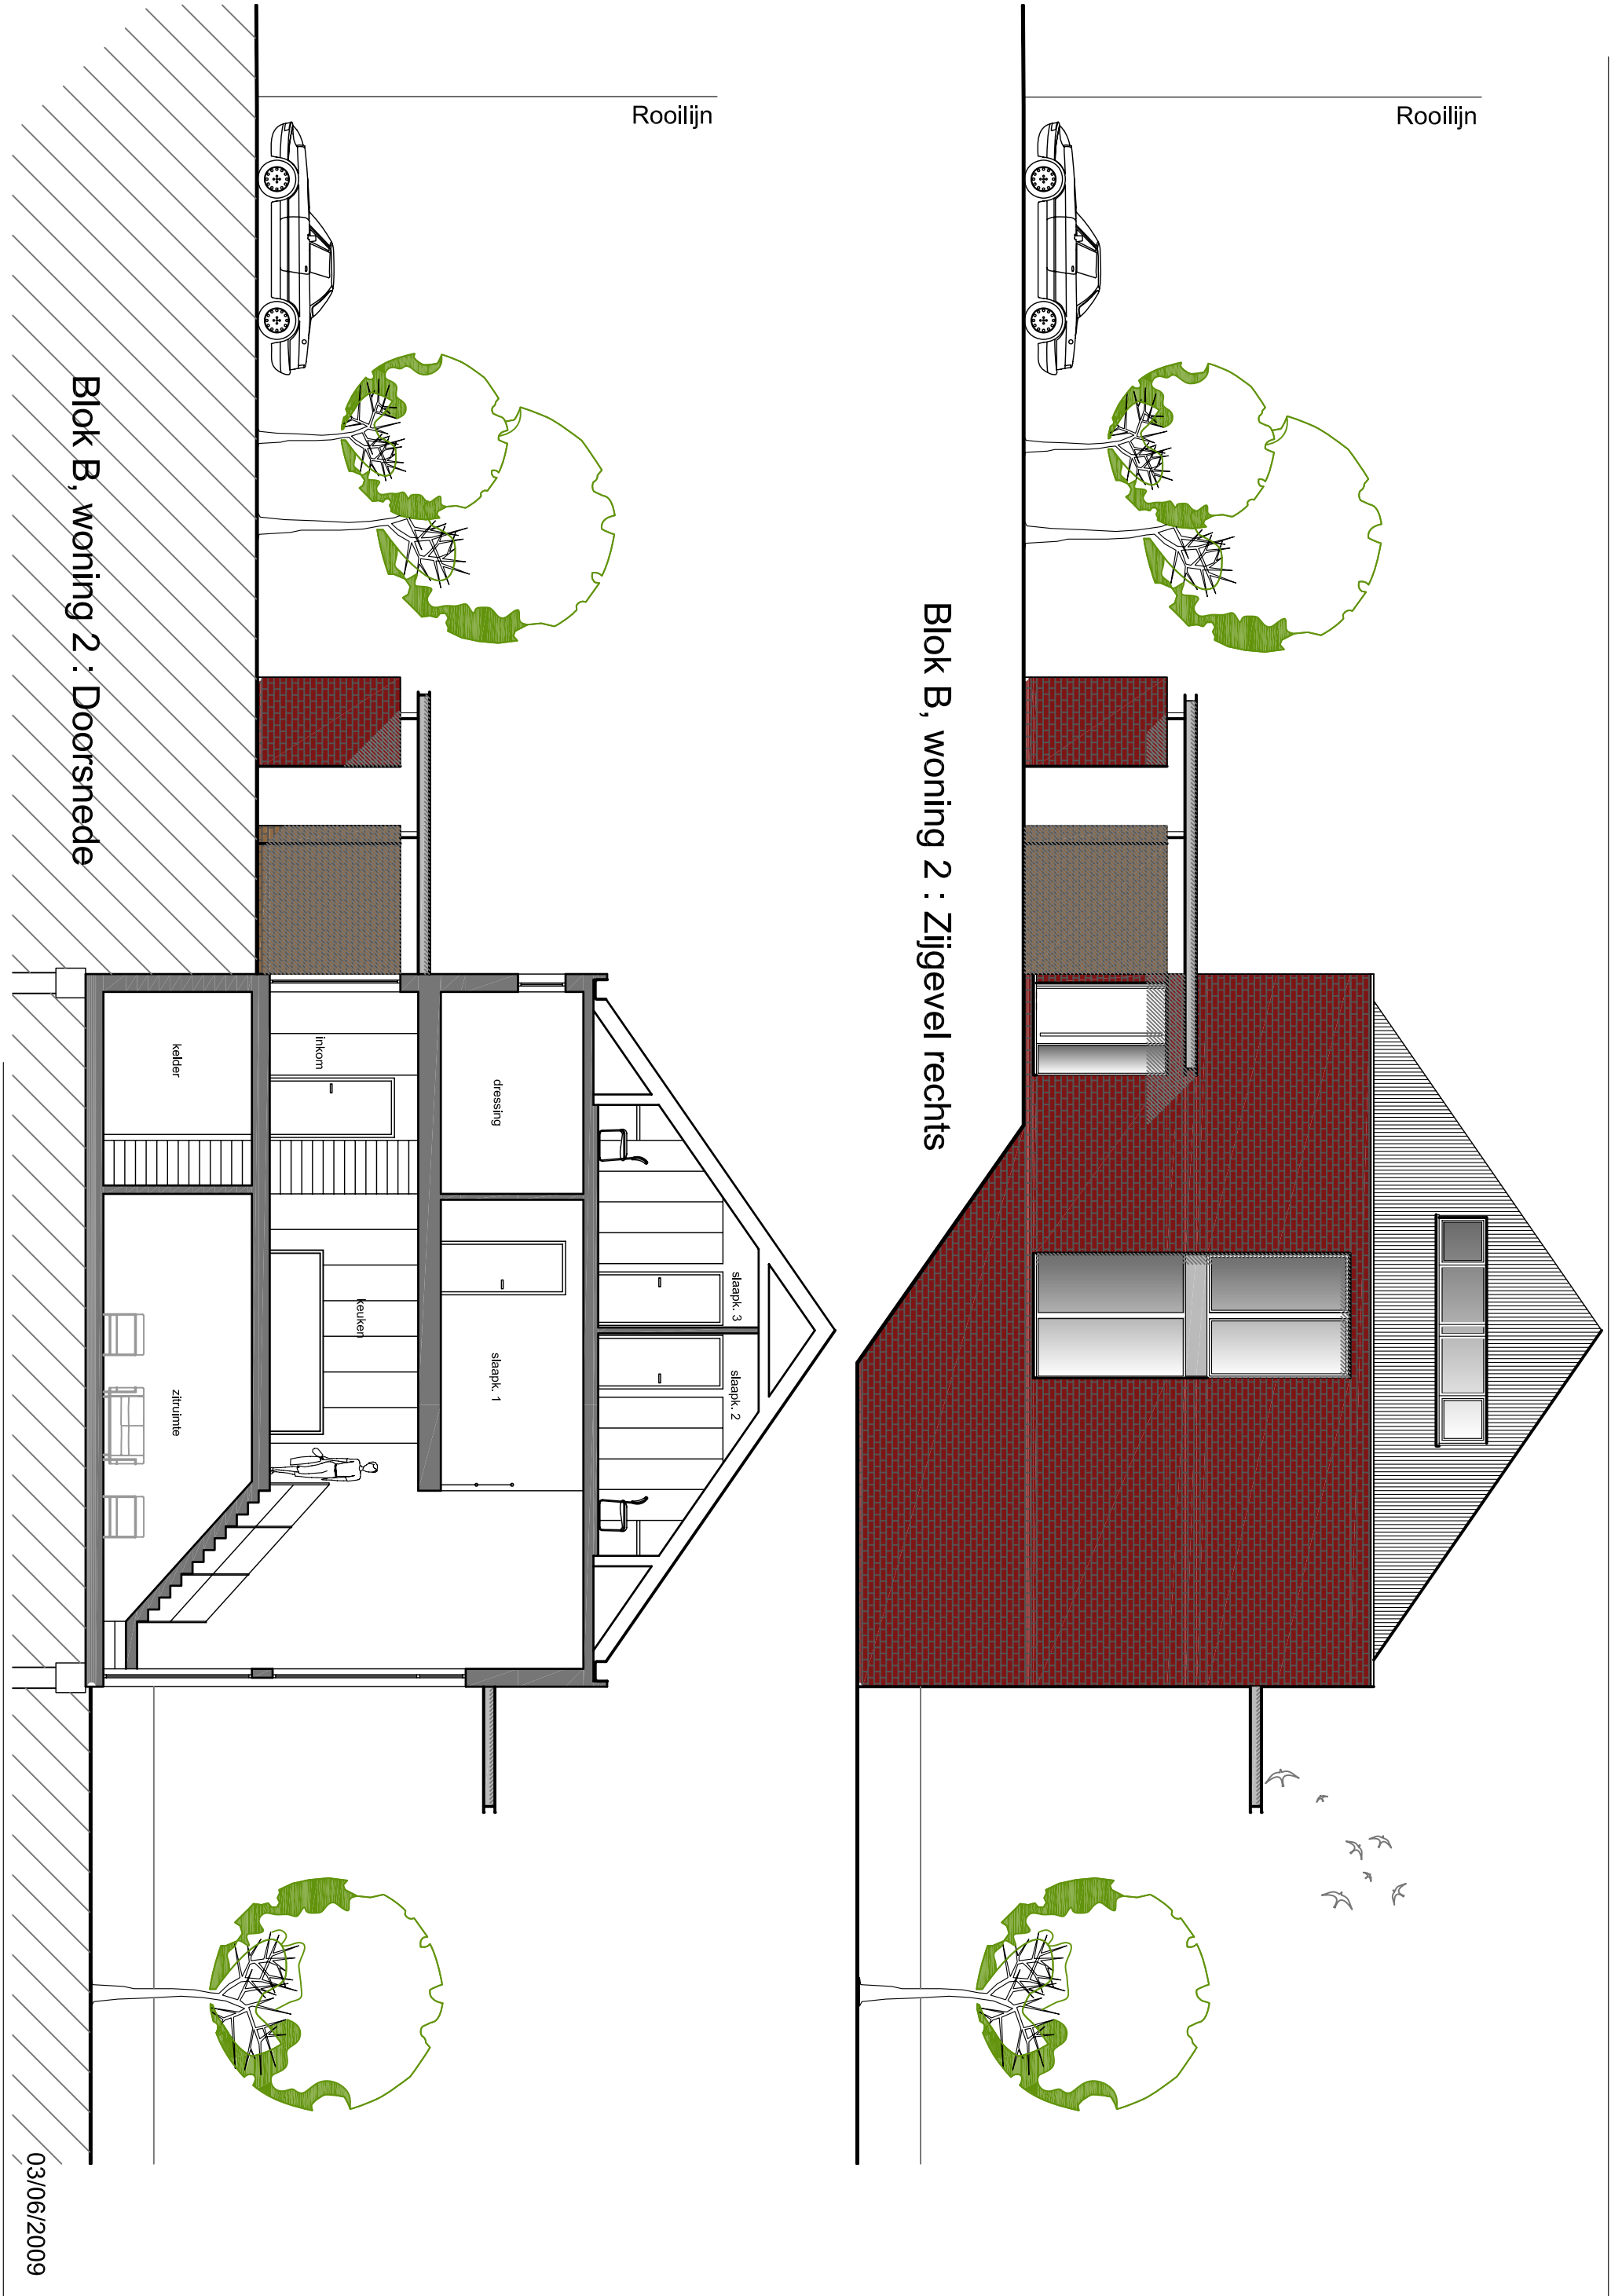 Rooilijn
Blok B, woning 2 : Zijgevel rechts
Rooilijn
slaapk. 3
slaapk. 2
dressing
slaapk. 1
inkom
keuken
kelder
zitruimte
Blok B, woning 2 : Doorsnede
03/06/2009